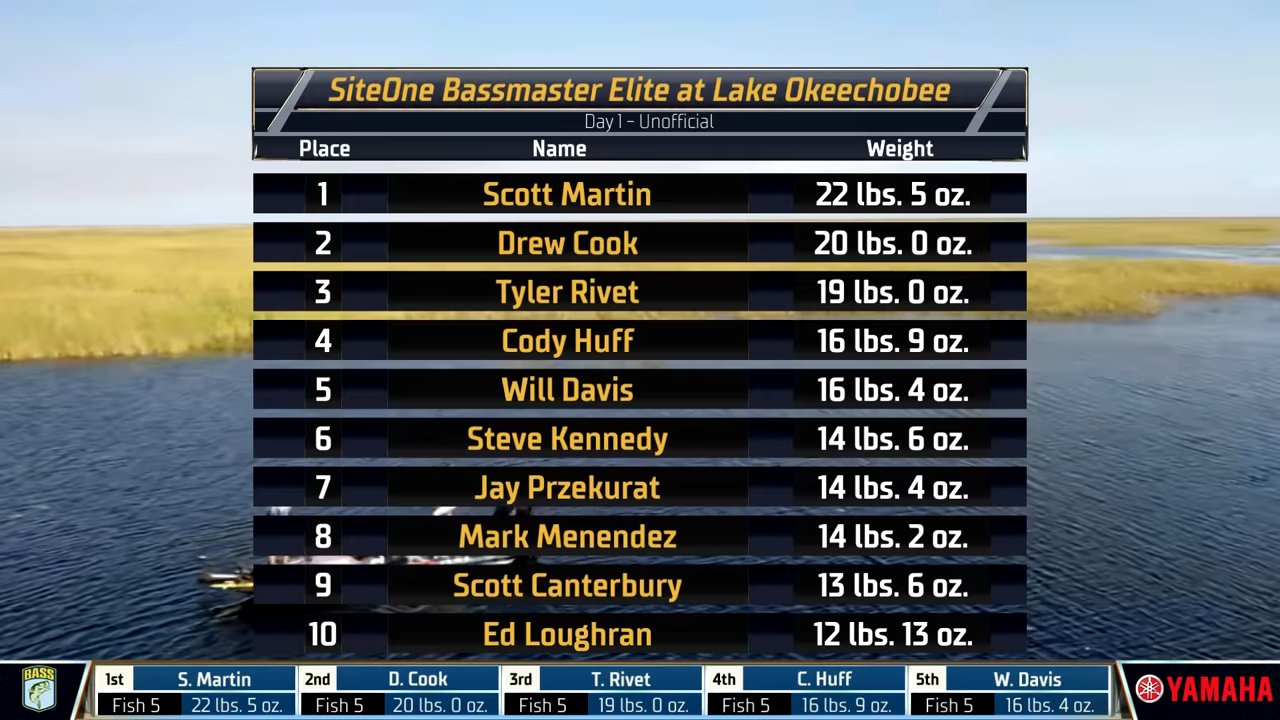 SiteOne Bassmaster Elite at Lake Okeechobee
Day 1 – Unofficial
Place Name Weight
1 Scott Martin 22 lbs. 5 oz.
2 Drew Cook 20 lbs. 0 oz.
3 Tyler Rivet 19 lbs. 0 oz.
4 Cody Huff 16 lbs. 9 oz.
5 Will Davis 16 lbs. 4 oz.
6 Steve Kennedy 14 lbs. 6 oz.
7 Jay Przekurat 14 lbs. 4 oz.
8 Mark Menendez 14 lbs. 2 oz.
9 Scott Canterbury 13 lbs. 6 oz.
10 Ed Loughran 12 lbs. 13 oz.
BASS
1st S. Martin 2nd D. Cook 3rd T. Rivet 4th C. Huff 5th W. Davis
Fish 5 22 lbs. 5 oz. Fish 5 20 lbs. 0 oz. Fish 5 19 lbs. 0 oz. Fish 5 16 lbs. 9 oz. Fish 5 16 lbs. 4 oz.
YAMAHA